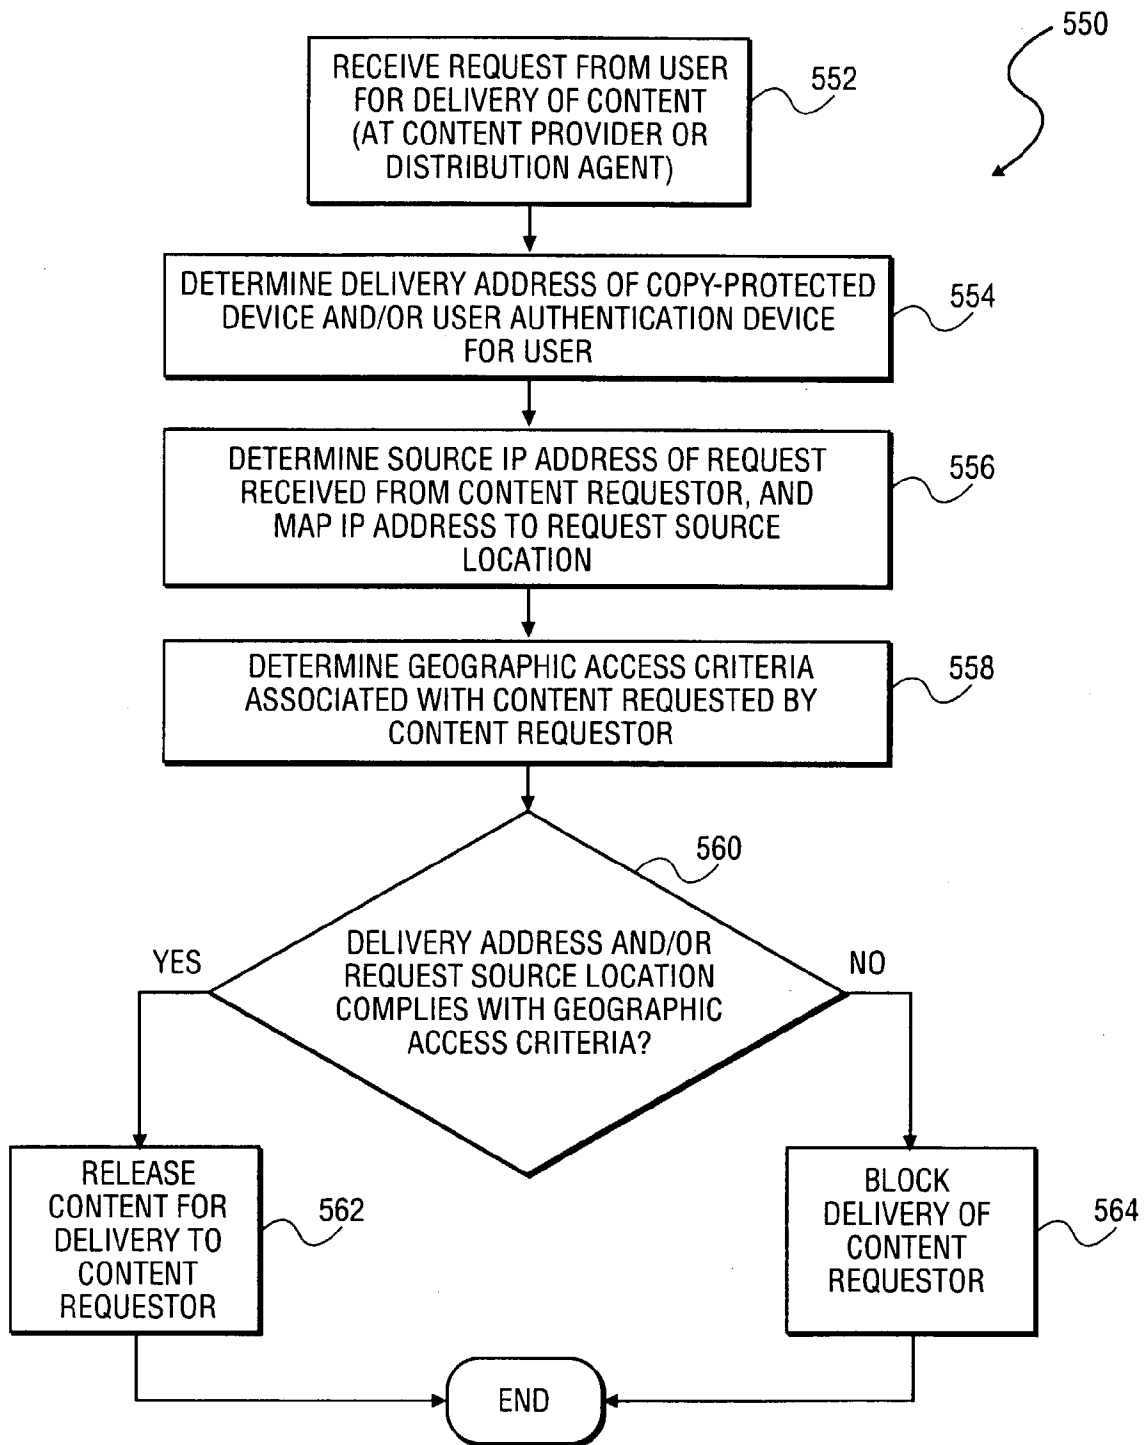 550
RECEIVE REQUEST FROM USER
FOR DELIVERY OF CONTENT
(AT CONTENT PROVIDER OR
DISTRIBUTION AGENT)
552
DETERMINE DELIVERY ADDRESS OF COPY-PROTECTED
DEVICE AND/OR USER AUTHENTICATION DEVICE
FOR USER
554
DETERMINE SOURCE IP ADDRESS OF REQUEST
RECEIVED FROM CONTENT REQUESTOR, AND
MAP IP ADDRESS TO REQUEST SOURCE
LOCATION
556
DETERMINE GEOGRAPHIC ACCESS CRITERIA
ASSOCIATED WITH CONTENT REQUESTED BY
CONTENT REQUESTOR
558
560
DELIVERY ADDRESS AND/OR
REQUEST SOURCE LOCATION
COMPLIES WITH GEOGRAPHIC
ACCESS CRITERIA?
YES
NO
RELEASE
CONTENT FOR
DELIVERY TO
CONTENT
REQUESTOR
562
BLOCK
DELIVERY OF
CONTENT
REQUESTOR
564
END